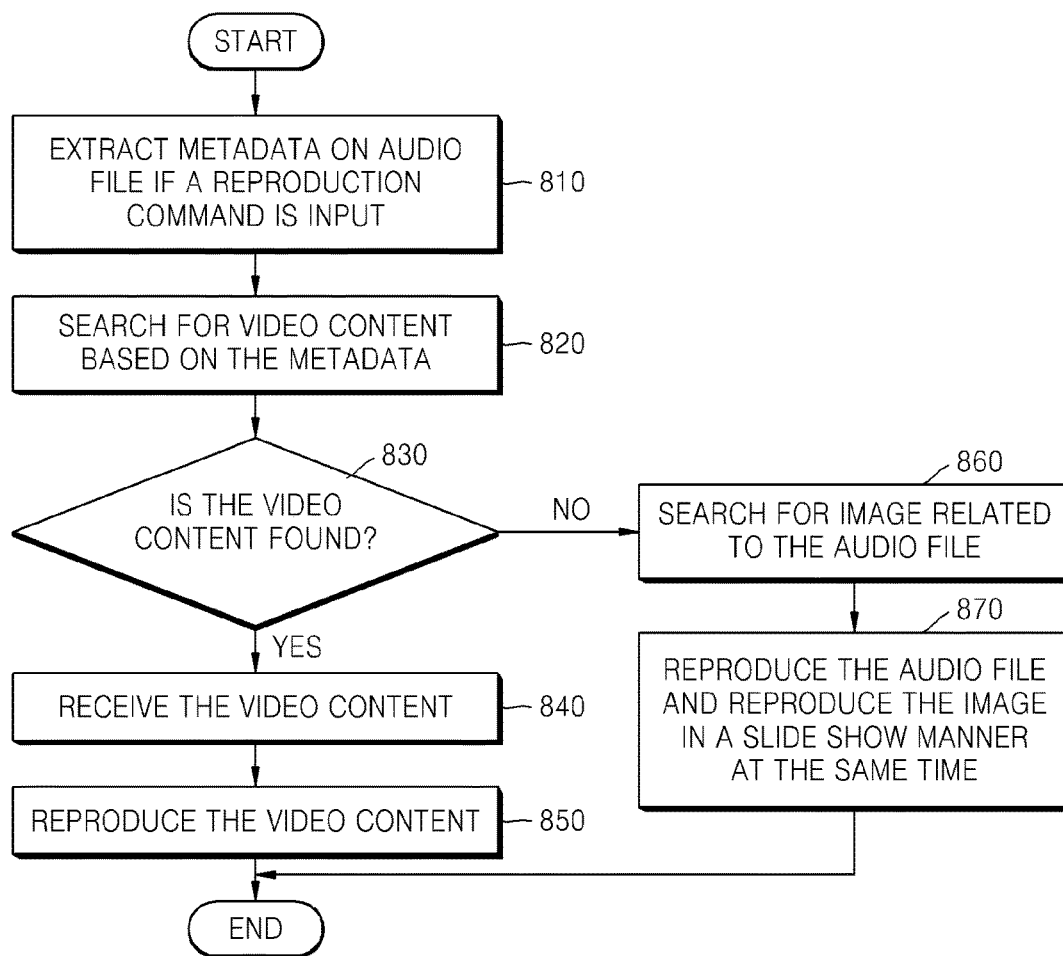 START
EXTRACT METADATA ON AUDIO
FILE IF A REPRODUCTION
COMMAND IS INPUT
810
SEARCH FOR VIDEO CONTENT
BASED ON THE METADATA
820
830
IS THE VIDEO
CONTENT FOUND?
NO
YES
RECEIVE THE VIDEO CONTENT
840
REPRODUCE THE VIDEO CONTENT
850
860
SEARCH FOR IMAGE RELATED
TO THE AUDIO FILE
870
REPRODUCE THE AUDIO FILE
AND REPRODUCE THE IMAGE
IN A SLIDE SHOW MANNER
AT THE SAME TIME
END